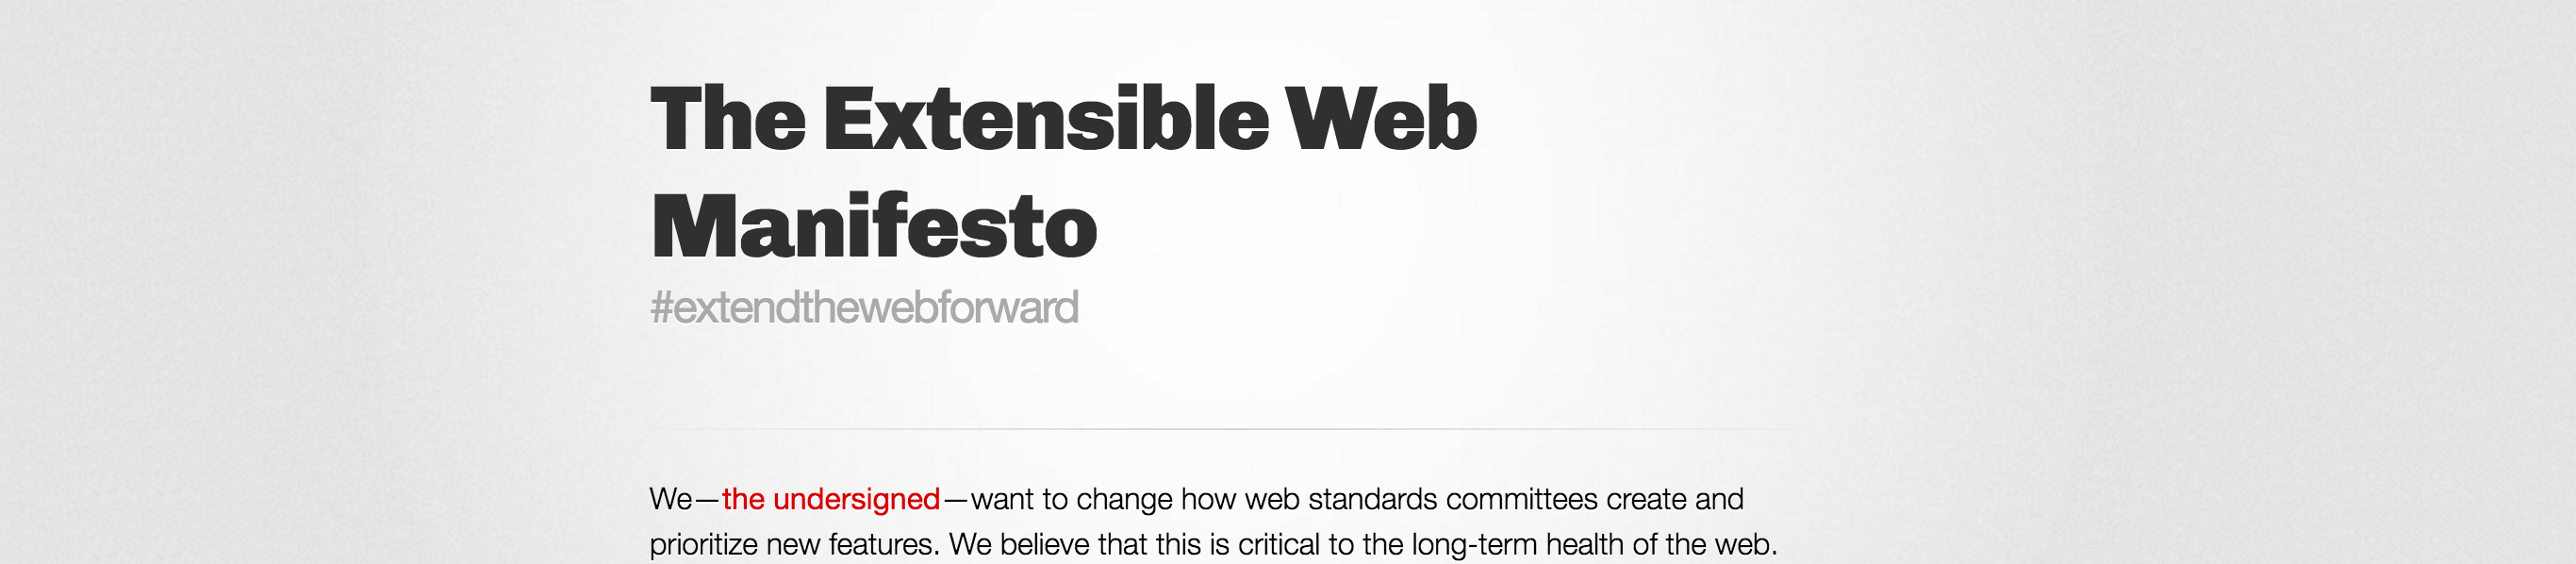 The Extensible Web
Manifesto
#extendthewebforward
We—the undersigned—want to change how web standards committees create and
prioritize new features. We believe that this is critical to the long-term health of the web.